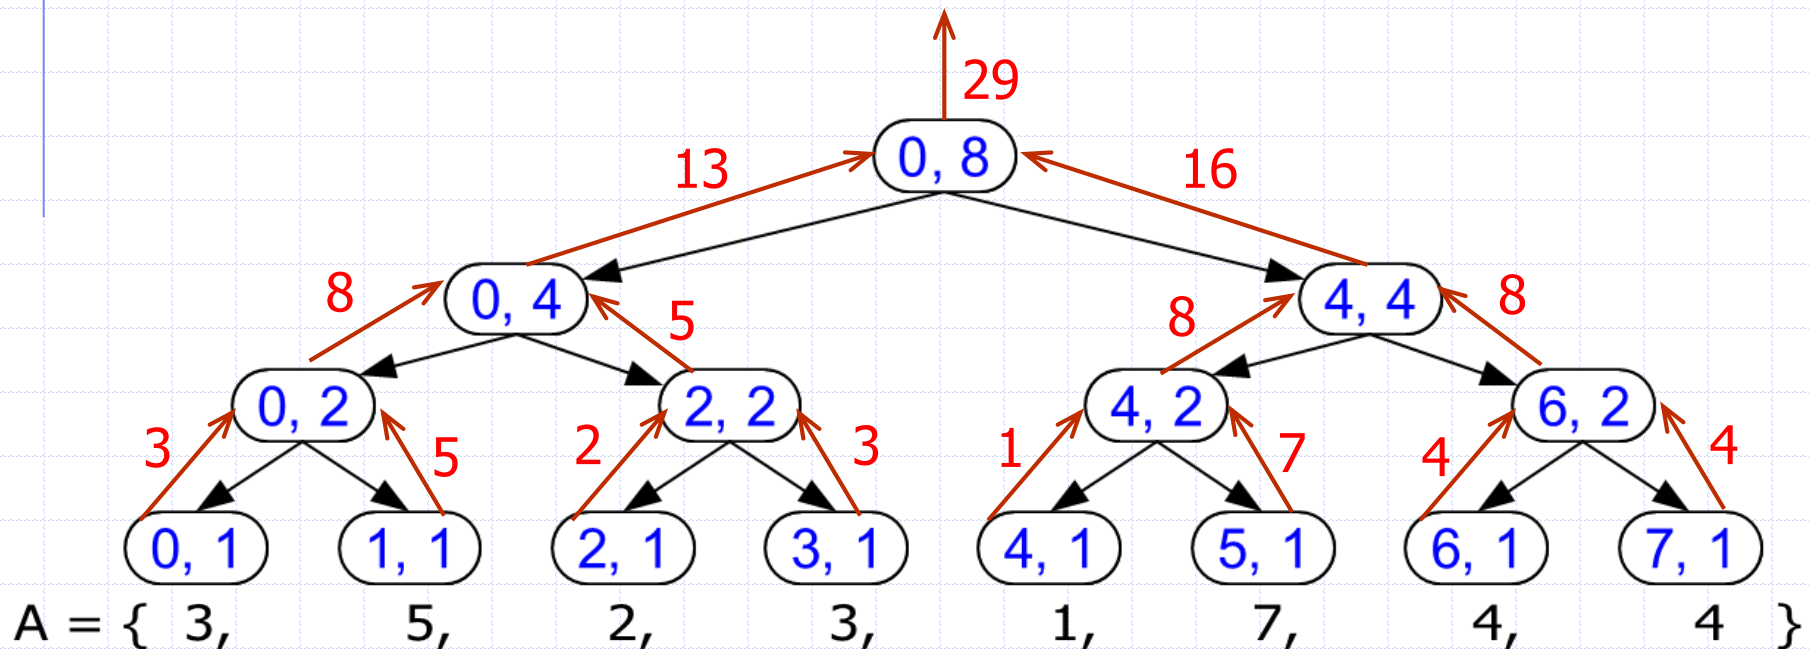 29
0, 8
13 16
0, 4 4, 4
8 5 8 8
0, 2 2, 2 4, 2 6, 2
3 5 2 3 1 7 4 4
0, 1 1, 1 2, 1 3, 1 4, 1 5, 1 6, 1 7, 1
A = { 3, 5, 2, 3, 1, 7, 4, 4 }